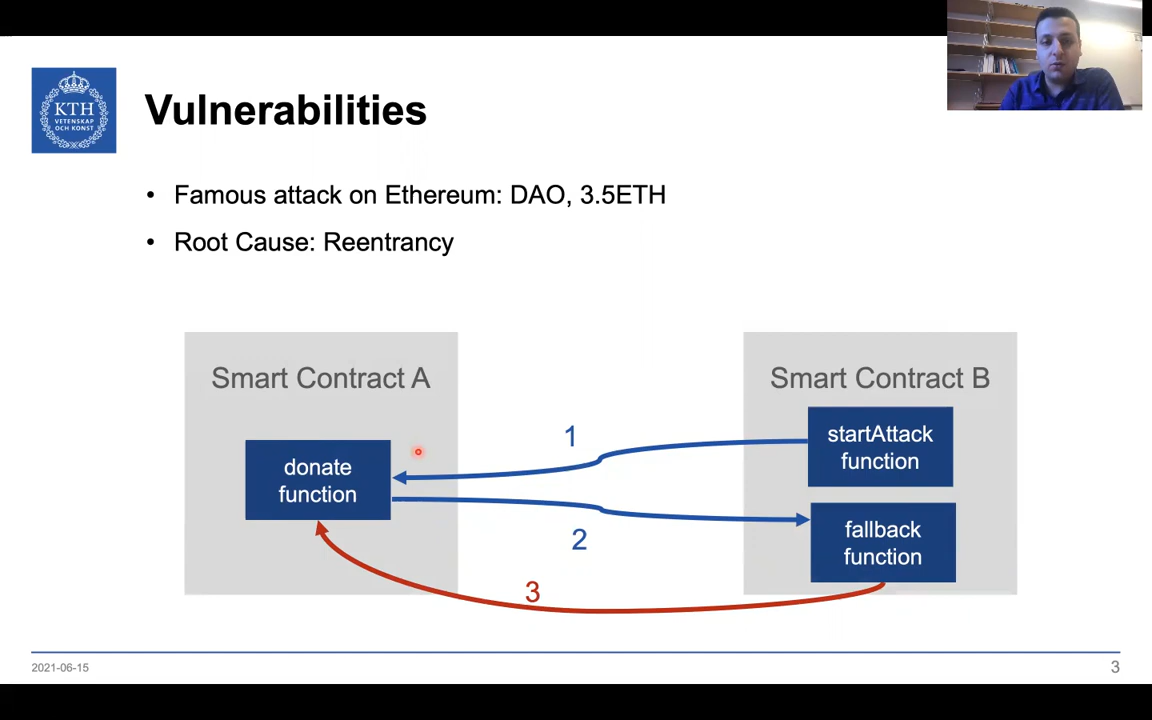 KTH
VETENSKAP
OCH KONST
Vulnerabilities
• Famous attack on Ethereum: DAO, 3.5ETH
• Root Cause: Reentrancy
Smart Contract A
donate
function
1
2
3
Smart Contract B
startAttack
function
fallback
function
2021-06-15
3